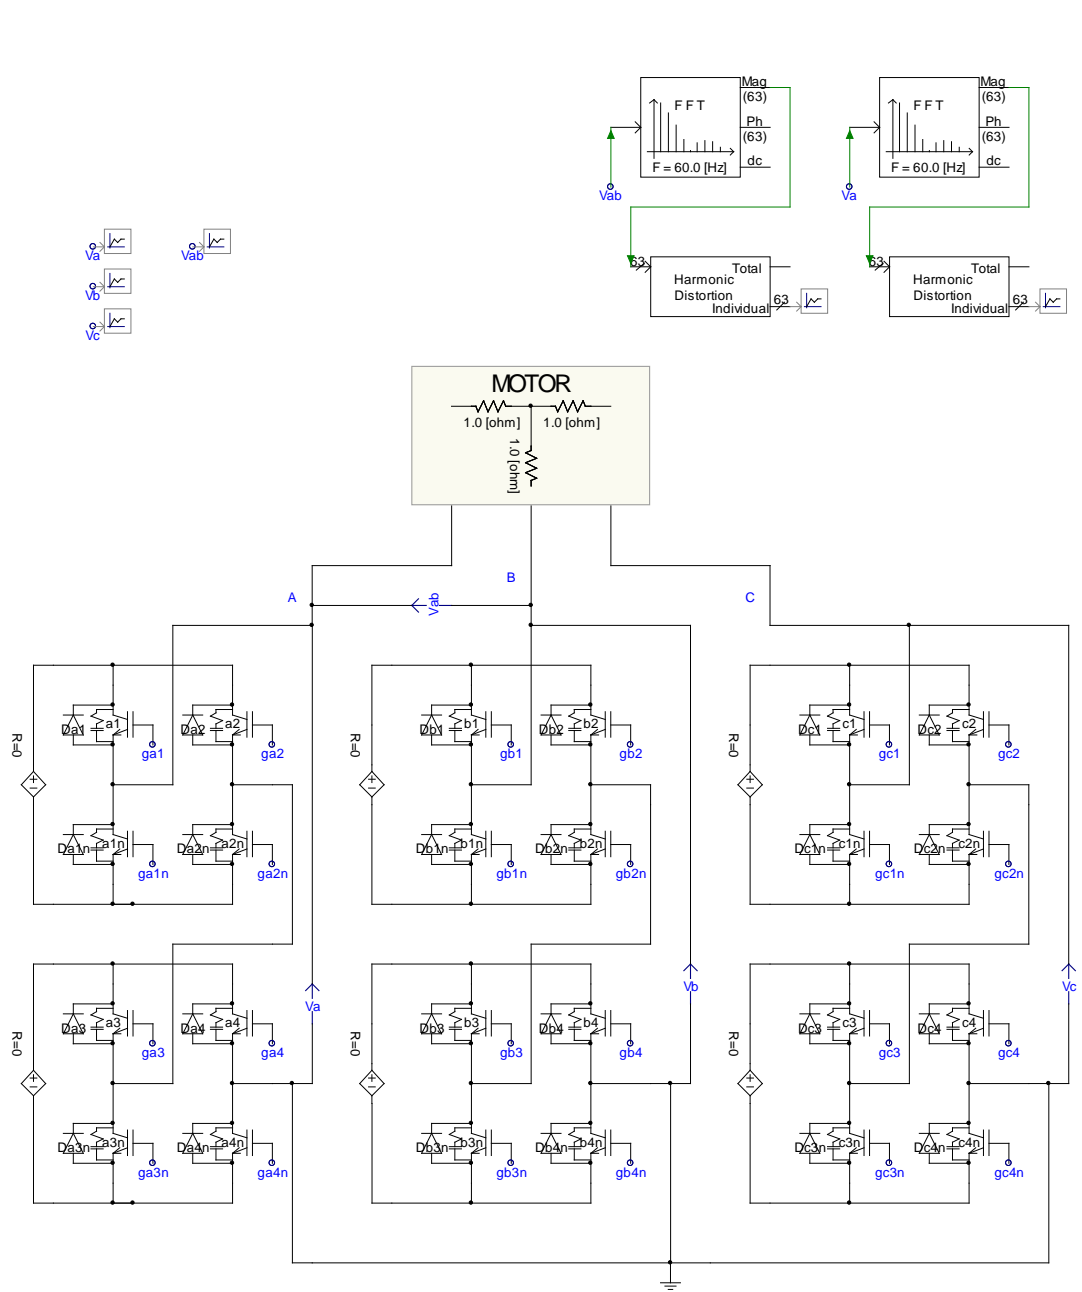 Mag
(63)
F F T
Ph
(63)
dc
F = 60.0 [Hz]
Vab
Mag
(63)
F F T
Ph
(63)
dc
F = 60.0 [Hz]
Va
Va
Vab
Vb
Vc
63
Total
Harmonic
Distortion
63
Individual
63
Total
Harmonic
Distortion
63
Individual
MOTOR
1.0 [ohm]
1.0 [ohm]
1.0 [ohm]
A
Vab
B
C
R=0
Da1
a1
ga1
Da2
a2
ga2
R=0
Db1
b1
gb1
Db2
b2
gb2
R=0
Dc1
c1
gc1
Dc2
c2
gc2
+
Da1n
a1n
ga1n
Da2n
a2n
ga2n
+
Db1n
b1n
gb1n
Db2n
b2n
gb2n
+
Dc1n
c1n
gc1n
Dc2n
c2n
gc2n
R=0
Da3
a3
ga3
Da4
a4
ga4
Va
R=0
Db3
b3
gb3
Db4
b4
gb4
Vb
R=0
Dc3
c3
gc3
Dc4
c4
gc4
Vc
+
Da3n
a3n
ga3n
Da4n
a4n
ga4n
+
Db3n
b3n
gb3n
Db4n
b4n
gb4n
+
Dc3n
c3n
gc3n
Dc4n
c4n
gc4n